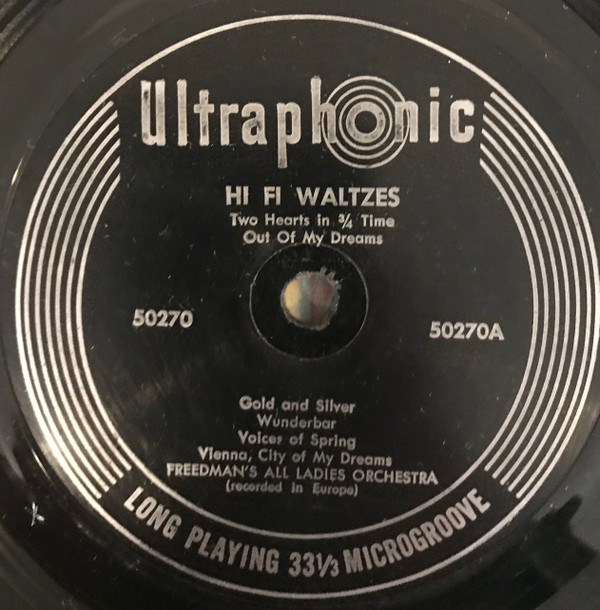 Ultraphonic
HI FI WALTZES
Two Hearts in ¾ Time
Out Of My Dreams
50270
50270A
Gold and Silver
Wunderbar
Voices of Spring
Vienna, City of My Dreams
FREEDMAN'S ALL LADIES ORCHESTRA
(recorded in Europe)
LONG PLAYING 33⅓ MICROGROOVE